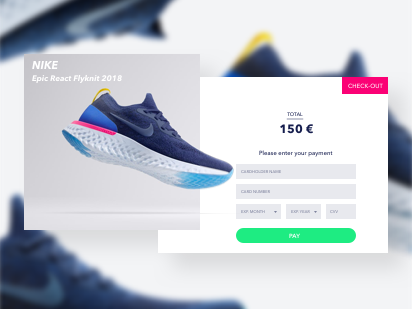 NIKE
Epic React Flyknit 2018
CHECK-OUT
TOTAL
150 €
Please enter your payment
CARDHOLDER NAME
CARD NUMBER
EXP. MONTH
EXP. YEAR
CVV
PAY